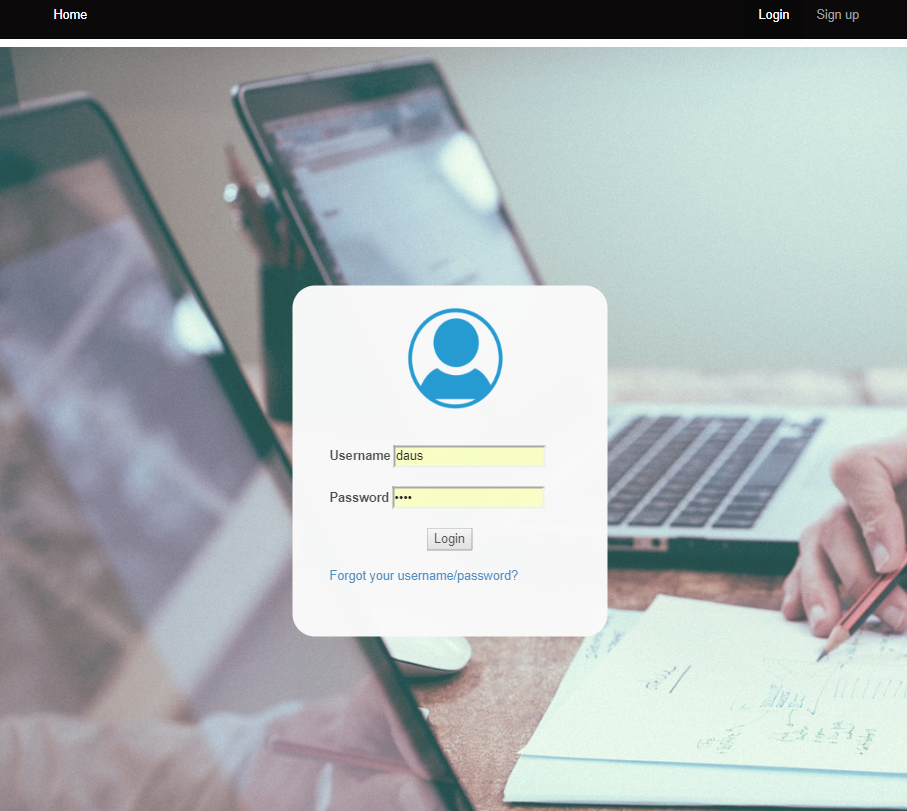 Home Login Sign up
Username daus
Password ••••
Login
Forgot your username/password?